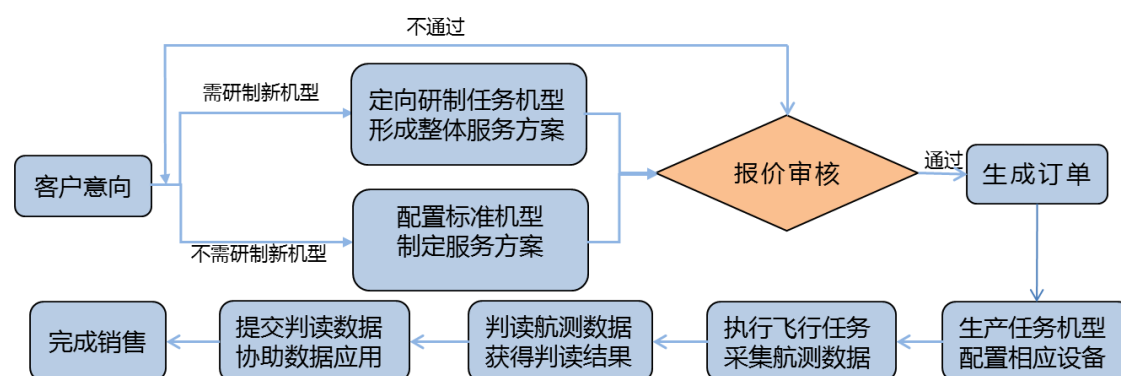 不通过
需研制新机型
定向研制任务机型
形成整体服务方案
客户意向
报价审核
通过
生成订单
配置标准机型
制定服务方案
不需研制新机型
完成销售
提交判读数据
协助数据应用
判读航测数据
获得判读结果
执行飞行任务
采集航测数据
生产任务机型
配置相应设备